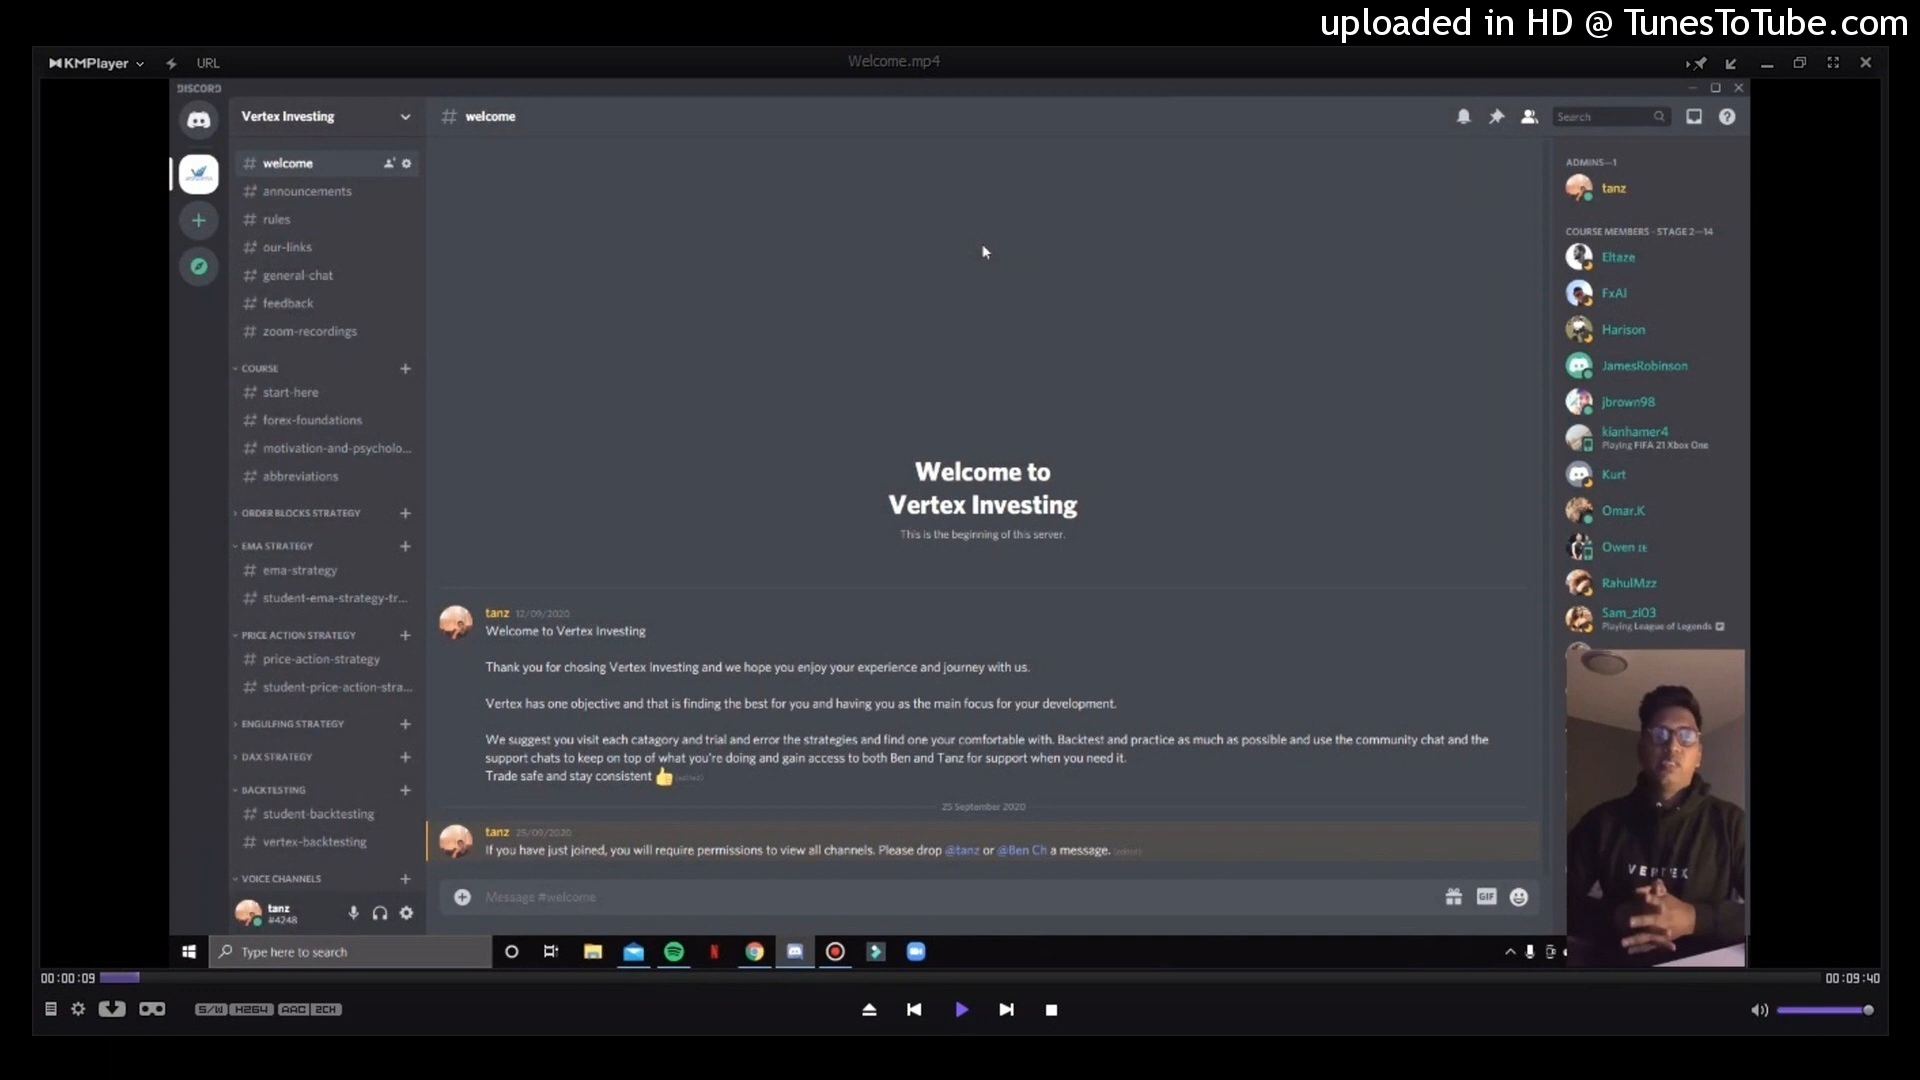 uploaded in HD @ TunesToTube.com
KMPlayer
URL
Welcome.mp4
DISCORD
Vertex Investing
# welcome
Search
welcome
announcements
rules
our-links
general-chat
feedback
zoom-recordings
COURSE
start-here
forex-foundations
motivation-and-psycholo...
abbreviations
ORDER BLOCKS STRATEGY
EMA STRATEGY
ema-strategy
student-ema-strategy-tr...
PRICE ACTION STRATEGY
price-action-strategy
student-price-action-stra...
ENGULFING STRATEGY
DAX STRATEGY
BACKTESTING
student-backtesting
vertex-backtesting
VOICE CHANNELS
tanz
#4248
Welcome to
Vertex Investing
This is the beginning of this server.
tanz 12/09/2020
Welcome to Vertex Investing
Thank you for chosing Vertex Investing and we hope you enjoy your experience and journey with us.
Vertex has one objective and that is finding the best for you and having you as the main focus for your development.
We suggest you visit each catagory and trial and error the strategies and find one your comfortable with. Backtest and practice as much as possible and use the community chat and the
support chats to keep on top of what you're doing and gain access to both Ben and Tanz for support when you need it.
Trade safe and stay consistent 👍 (edited)
25 September 2020
tanz 25/09/2020
If you have just joined, you will require permissions to view all channels. Please drop @tanz or @Ben Ch a message. (edited)
Message #welcome
GIF
ADMINS—1
tanz
COURSE MEMBERS - STAGE 2—14
Eltaze
FxAl
Harison
JamesRobinson
jbrown98
kianhamer4
Playing FIFA 21 Xbox One
Kurt
Omar.K
Owen
RahulMzz
Sam_zi03
Playing League of Legends
VERTEX
Type here to search
00:00:09
00:09:40
S/W H264 AAC 2CH